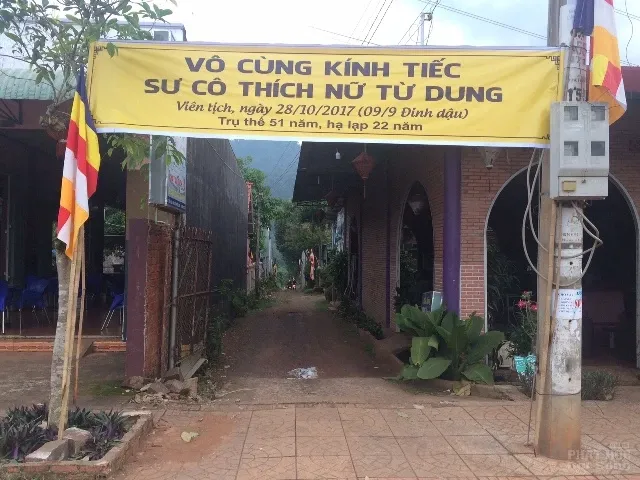 VÔ CÙNG KÍNH TIẾC
SƯ CÔ THÍCH NỮ TỪ DUNG
Viên tịch, ngày 28/10/2017 (09/9 Đinh dậu)
Trụ thế 51 năm, hạ lạp 22 năm